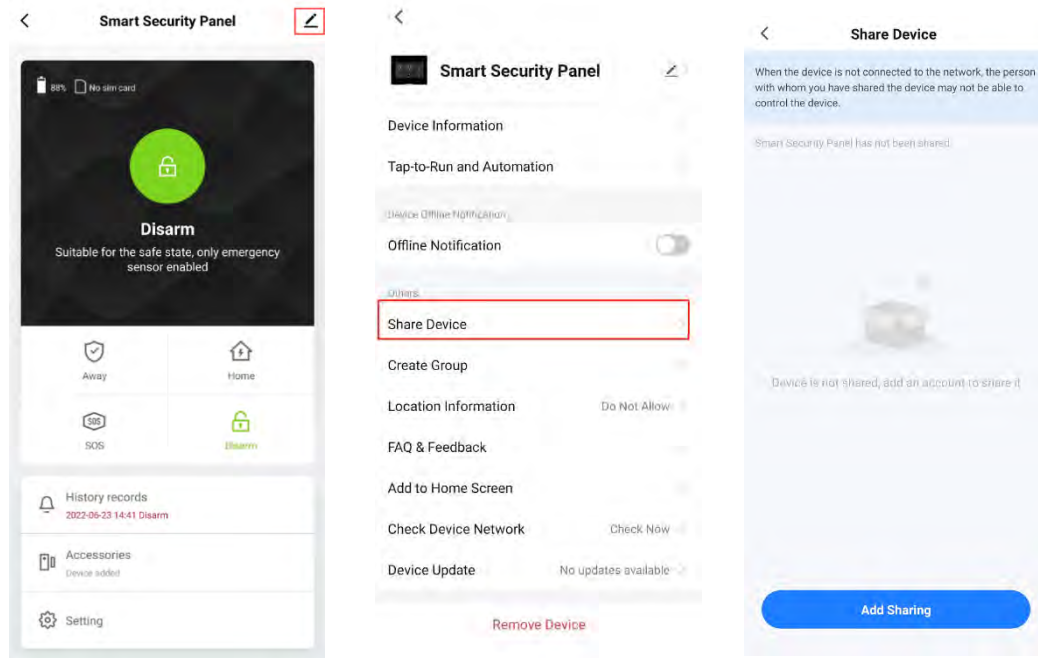 Smart Security Panel
88% No sim card
Disarm
Suitable for the safe state, only emergency
sensor enabled
Away
Home
SOS
SOS
Disarm
History records
2022-06-23 14:41 Disarm
Accessories
Device added
Setting
Smart Security Panel
Device Information
Tap-to-Run and Automation
Device Offline Notification
Offline Notification
Others
Share Device
Create Group
Location Information Do Not Allow
FAQ & Feedback
Add to Home Screen
Check Device Network Check Now
Device Update No updates available
Remove Device
Share Device
When the device is not connected to the network, the person
with whom you have shared the device may not be able to
control the device.
Smart Security Panel has not been shared.
Device is not shared, add an account to share it
Add Sharing